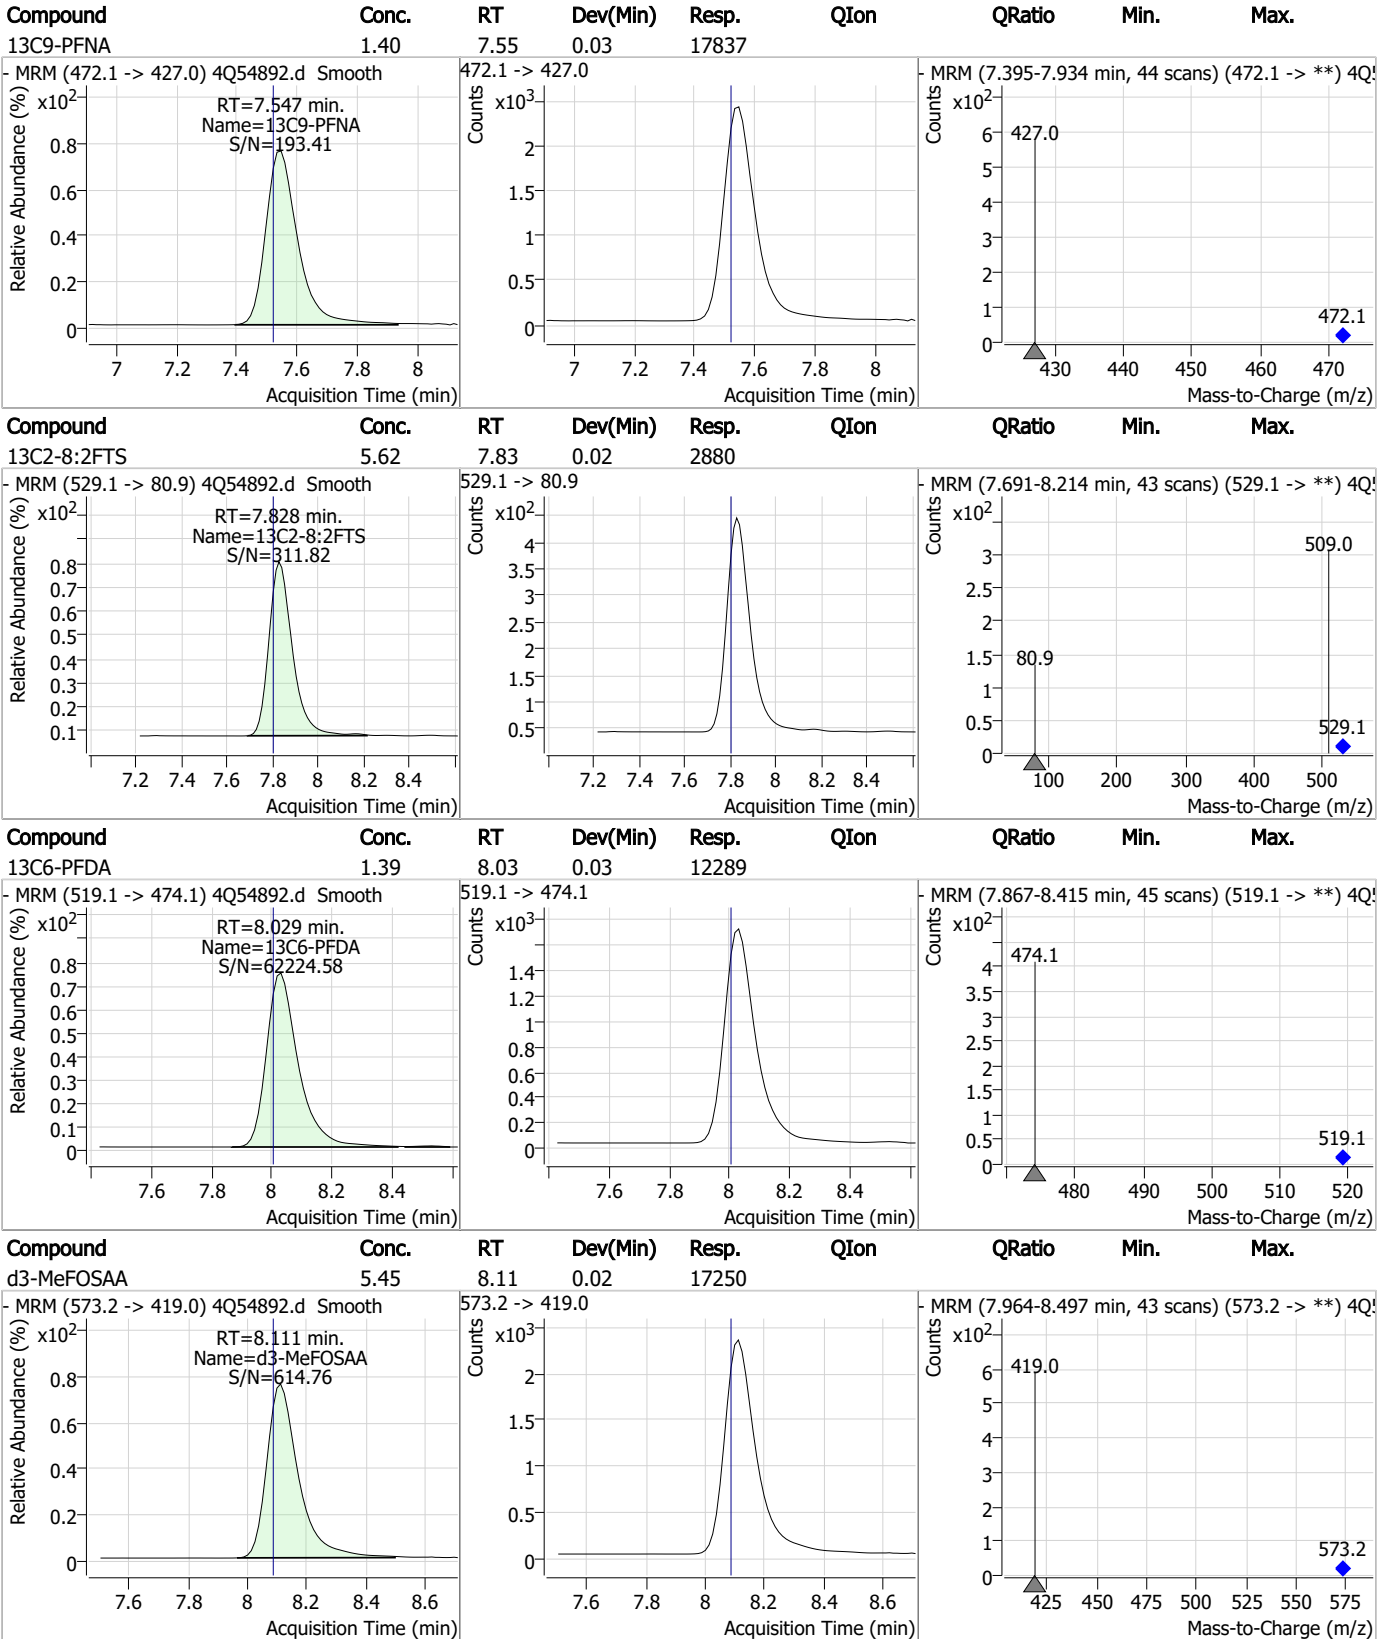 Compound Conc. RT Dev(Min) Resp. QIon QRatio Min. Max.
13C9-PFNA 1.40 7.55 0.03 17837
- MRM (472.1 -> 427.0) 4Q54892.d Smooth
Relative Abundance (%)
x10²
RT=7.547 min.
Name=13C9-PFNA
S/N=193.41
0.8
0.6
0.4
0.2
0
7 7.2 7.4 7.6 7.8 8
Acquisition Time (min)
472.1 -> 427.0
Counts
x10³
2
1.5
1
0.5
0
7 7.2 7.4 7.6 7.8 8
Acquisition Time (min)
- MRM (7.395-7.934 min, 44 scans) (472.1 -> **) 4Q5
Counts
x10²
427.0
6
5
4
3
2
1
0
472.1
430 440 450 460 470
Mass-to-Charge (m/z)
Compound Conc. RT Dev(Min) Resp. QIon QRatio Min. Max.
13C2-8:2FTS 5.62 7.83 0.02 2880
- MRM (529.1 -> 80.9) 4Q54892.d Smooth
Relative Abundance (%)
x10²
RT=7.828 min.
Name=13C2-8:2FTS
S/N=311.82
0.8
0.7
0.6
0.5
0.4
0.3
0.2
0.1
7.2 7.4 7.6 7.8 8 8.2 8.4
Acquisition Time (min)
529.1 -> 80.9
Counts
x10²
4
3.5
3
2.5
2
1.5
1
0.5
7.2 7.4 7.6 7.8 8 8.2 8.4
Acquisition Time (min)
- MRM (7.691-8.214 min, 43 scans) (529.1 -> **) 4Q5
Counts
x10²
509.0
3
2.5
2
1.5
80.9
1
0.5
0
529.1
100 200 300 400 500
Mass-to-Charge (m/z)
Compound Conc. RT Dev(Min) Resp. QIon QRatio Min. Max.
13C6-PFDA 1.39 8.03 0.03 12289
- MRM (519.1 -> 474.1) 4Q54892.d Smooth
Relative Abundance (%)
x10²
RT=8.029 min.
Name=13C6-PFDA
S/N=62224.58
0.8
0.7
0.6
0.5
0.4
0.3
0.2
0.1
0
7.6 7.8 8 8.2 8.4
Acquisition Time (min)
519.1 -> 474.1
Counts
x10³
1.4
1.2
1
0.8
0.6
0.4
0.2
0
7.6 7.8 8 8.2 8.4
Acquisition Time (min)
- MRM (7.867-8.415 min, 45 scans) (519.1 -> **) 4Q5
Counts
x10²
474.1
4
3.5
3
2.5
2
1.5
1
0.5
0
519.1
480 490 500 510 520
Mass-to-Charge (m/z)
Compound Conc. RT Dev(Min) Resp. QIon QRatio Min. Max.
d3-MeFOSAA 5.45 8.11 0.02 17250
- MRM (573.2 -> 419.0) 4Q54892.d Smooth
Relative Abundance (%)
x10²
RT=8.111 min.
Name=d3-MeFOSAA
S/N=614.76
0.8
0.6
0.4
0.2
0
7.6 7.8 8 8.2 8.4 8.6
Acquisition Time (min)
573.2 -> 419.0
Counts
x10³
2
1.5
1
0.5
0
7.6 7.8 8 8.2 8.4 8.6
Acquisition Time (min)
- MRM (7.964-8.497 min, 43 scans) (573.2 -> **) 4Q5
Counts
x10²
419.0
6
5
4
3
2
1
0
573.2
425 450 475 500 525 550 575
Mass-to-Charge (m/z)